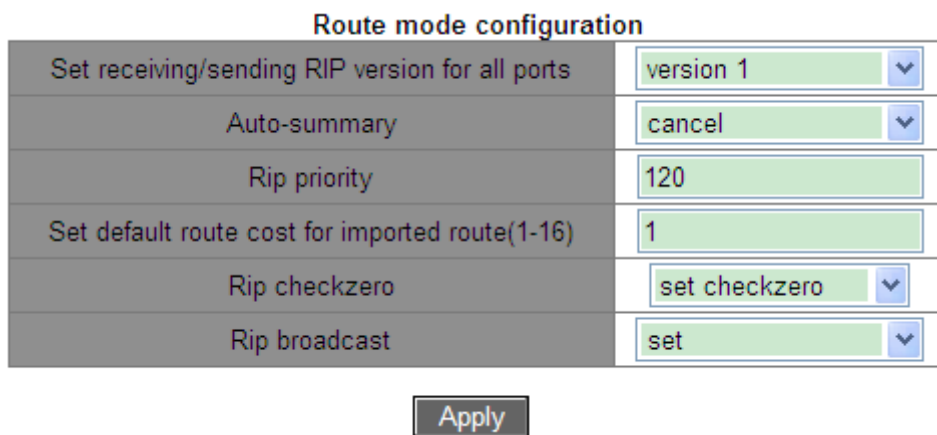 Route mode configuration
Set receiving/sending RIP version for all ports version 1
Auto-summary cancel
Rip priority 120
Set default route cost for imported route(1-16) 1
Rip checkzero set checkzero
Rip broadcast set
Apply